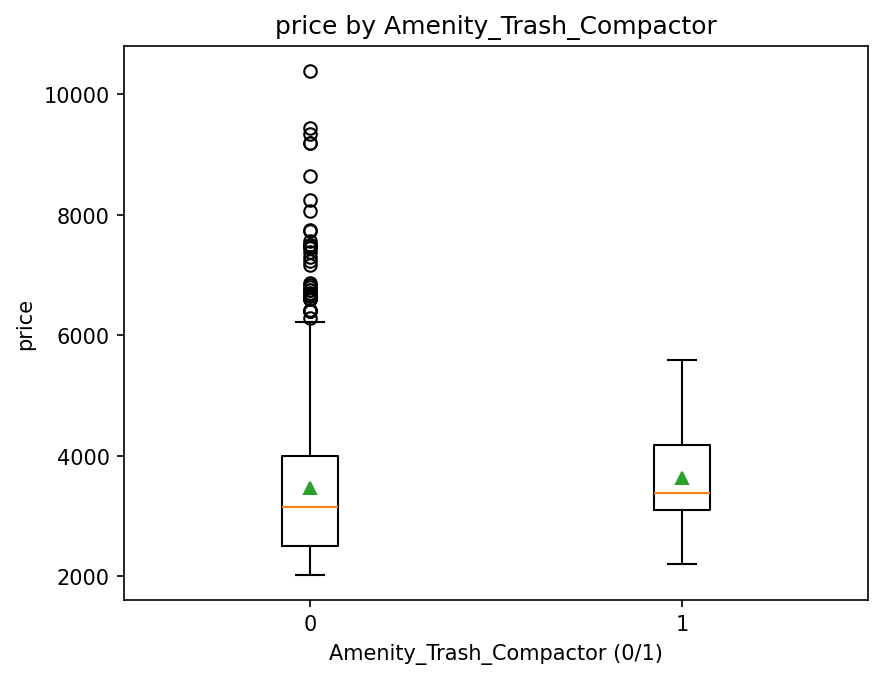 price by Amenity_Trash_Compactor
10000
8000
6000
4000
2000
price
0
1
Amenity_Trash_Compactor (0/1)